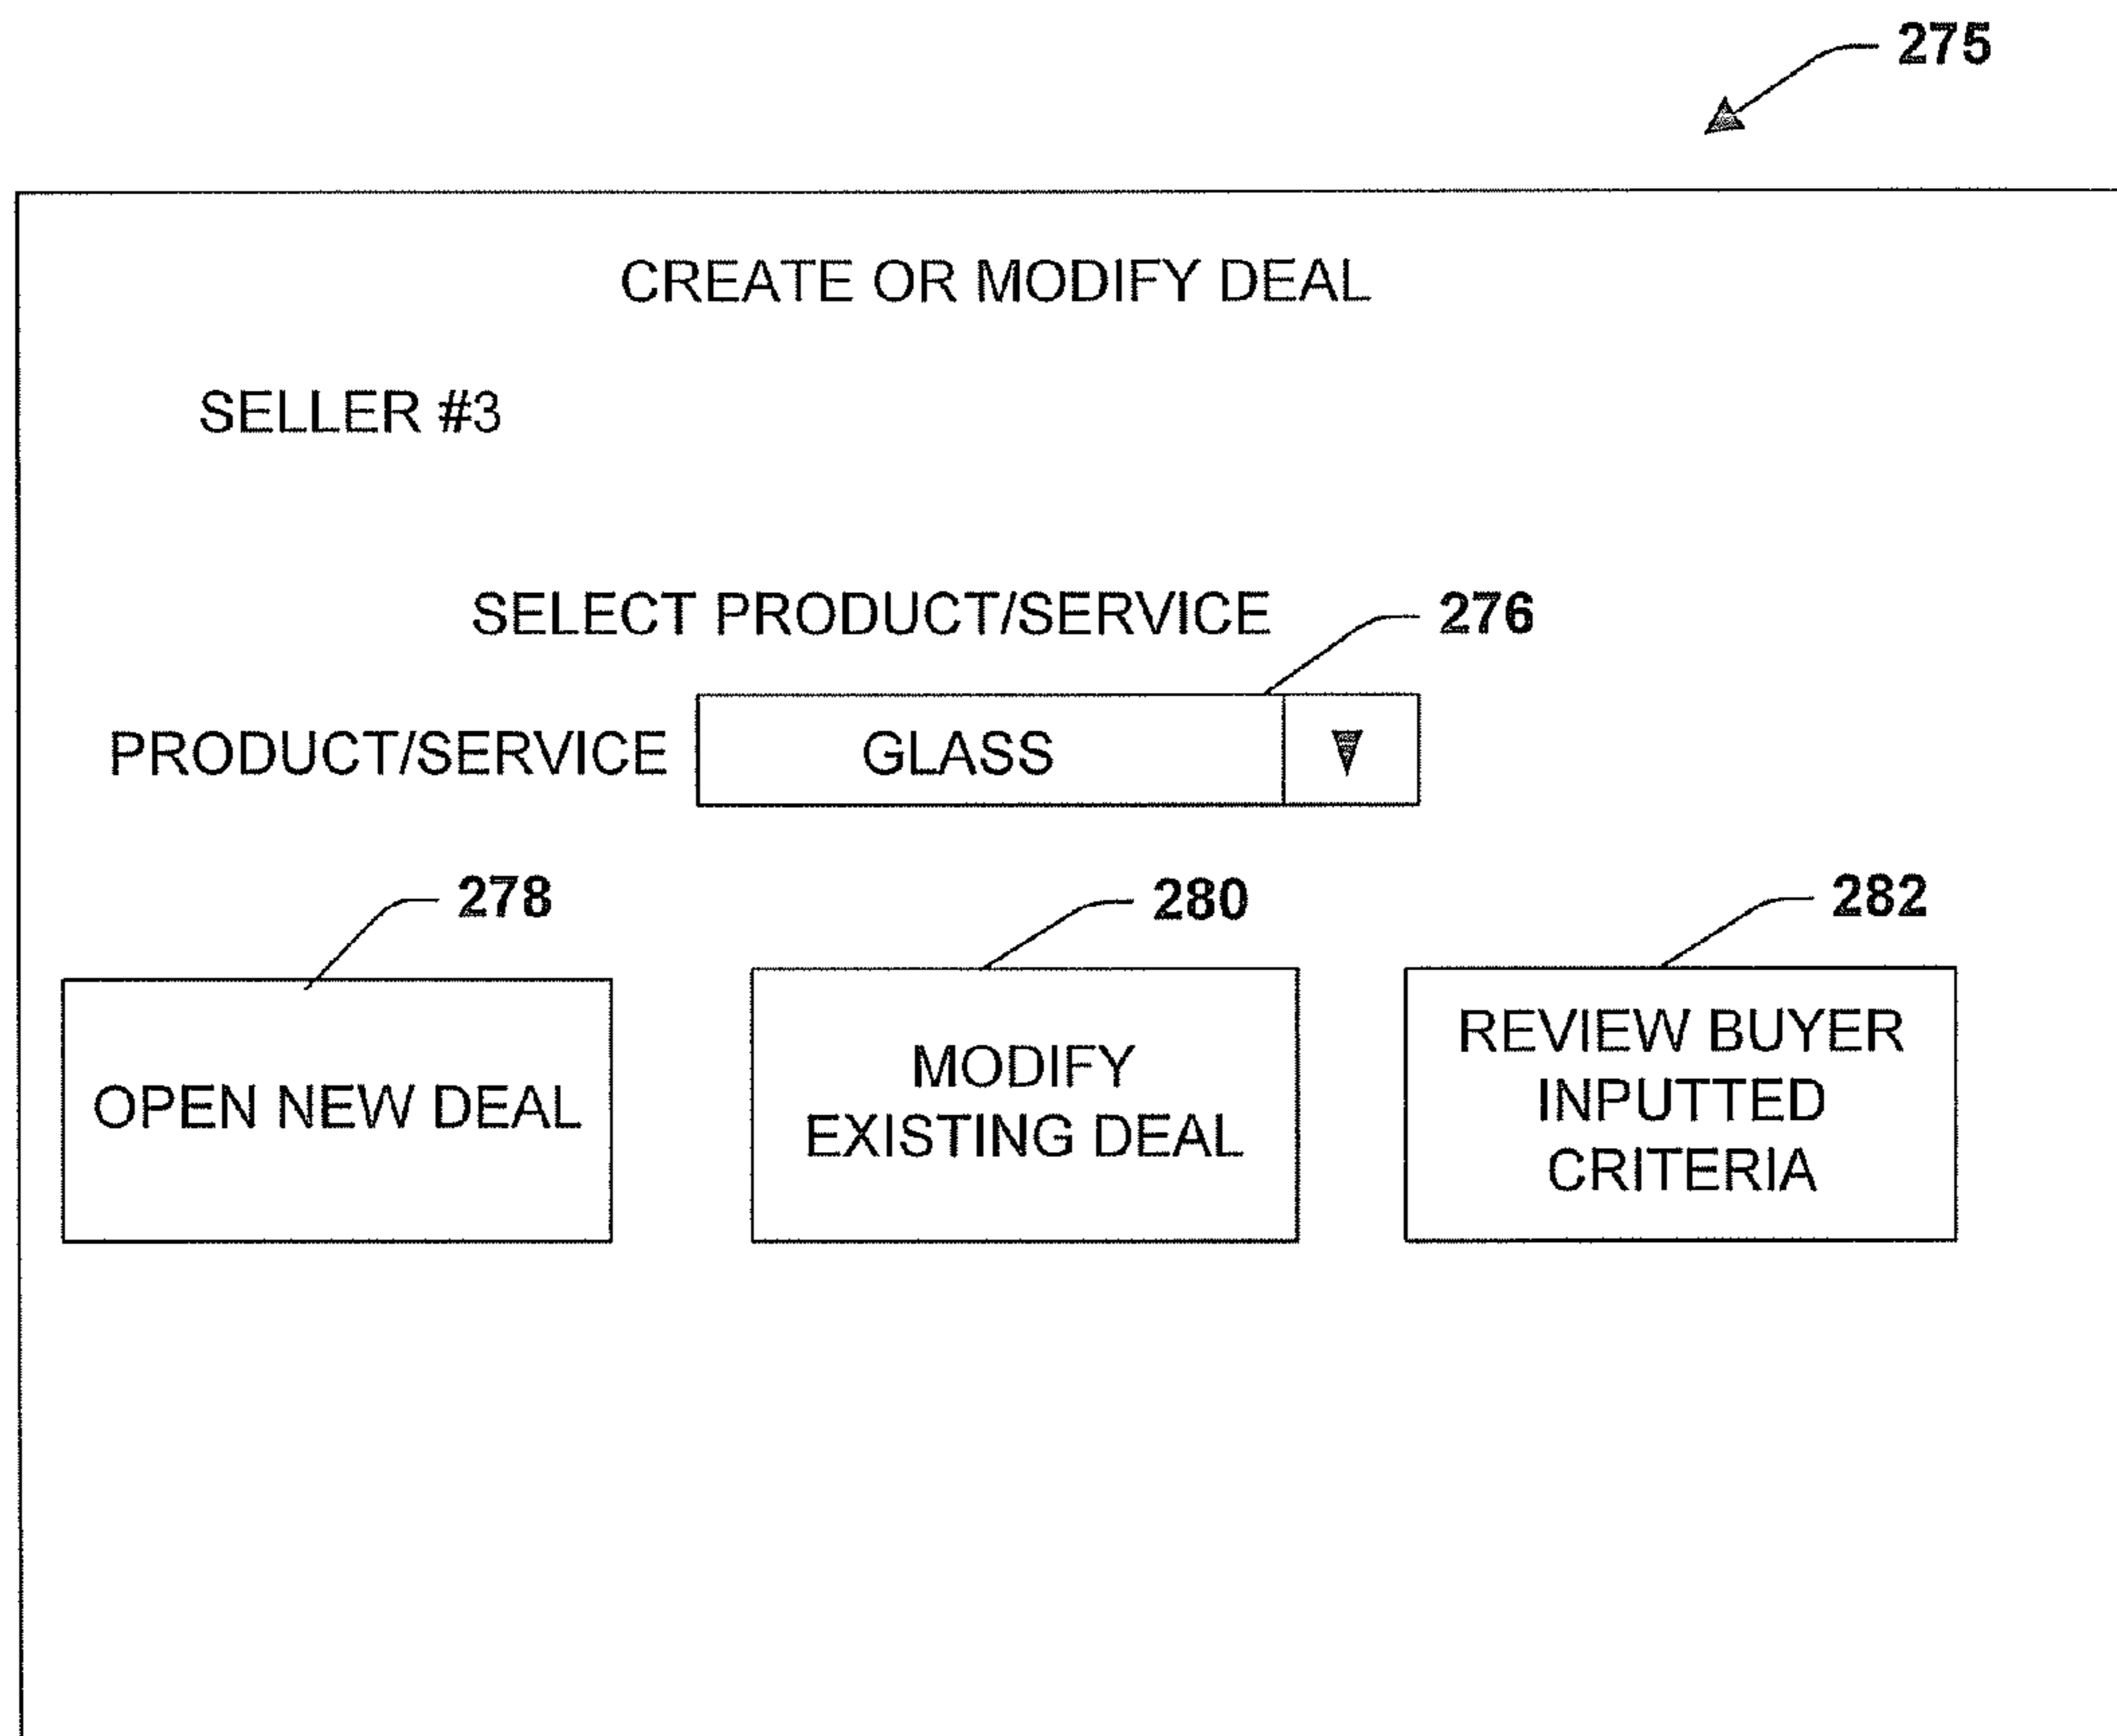 275
CREATE OR MODIFY DEAL
SELLER #3
SELECT PRODUCT/SERVICE
276
PRODUCT/SERVICE
GLASS
278
280
282
OPEN NEW DEAL
MODIFY
EXISTING DEAL
REVIEW BUYER
INPUTTED
CRITERIA